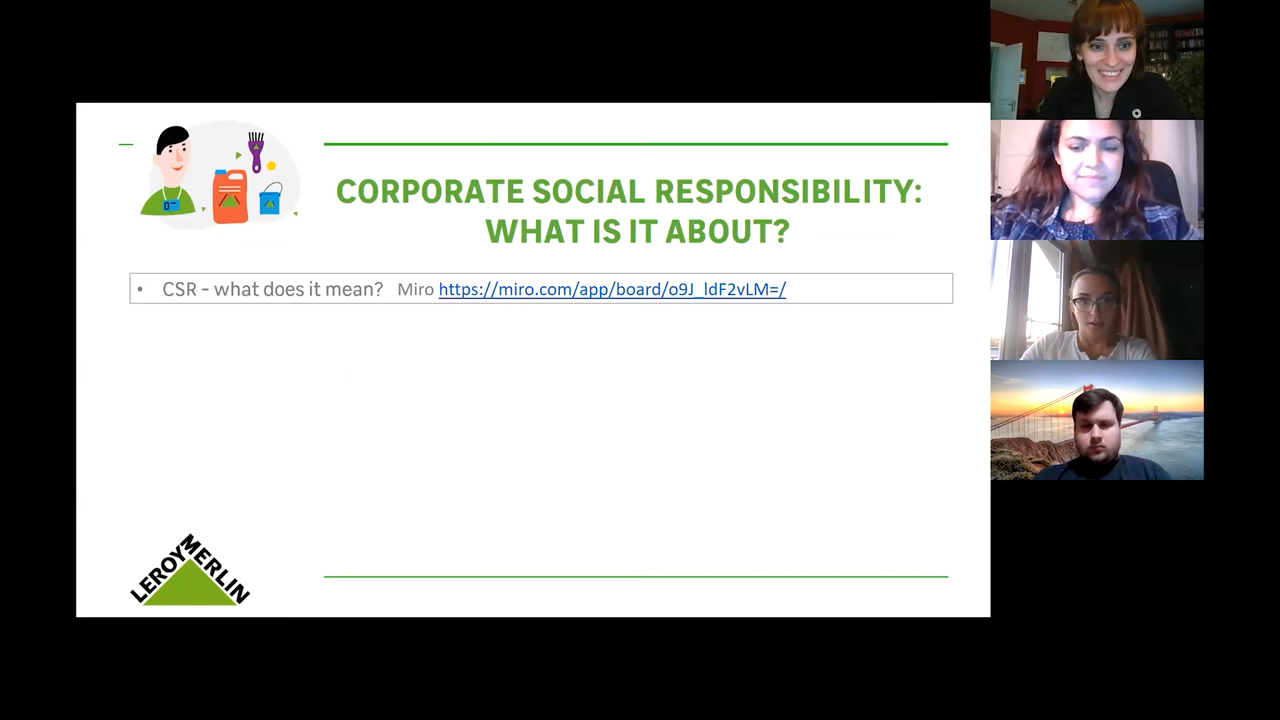 CORPORATE SOCIAL RESPONSIBILITY:
WHAT IS IT ABOUT?
• CSR - what does it mean? Miro https://miro.com/app/board/o9J_ldF2vLM=/
LEROY MERLIN